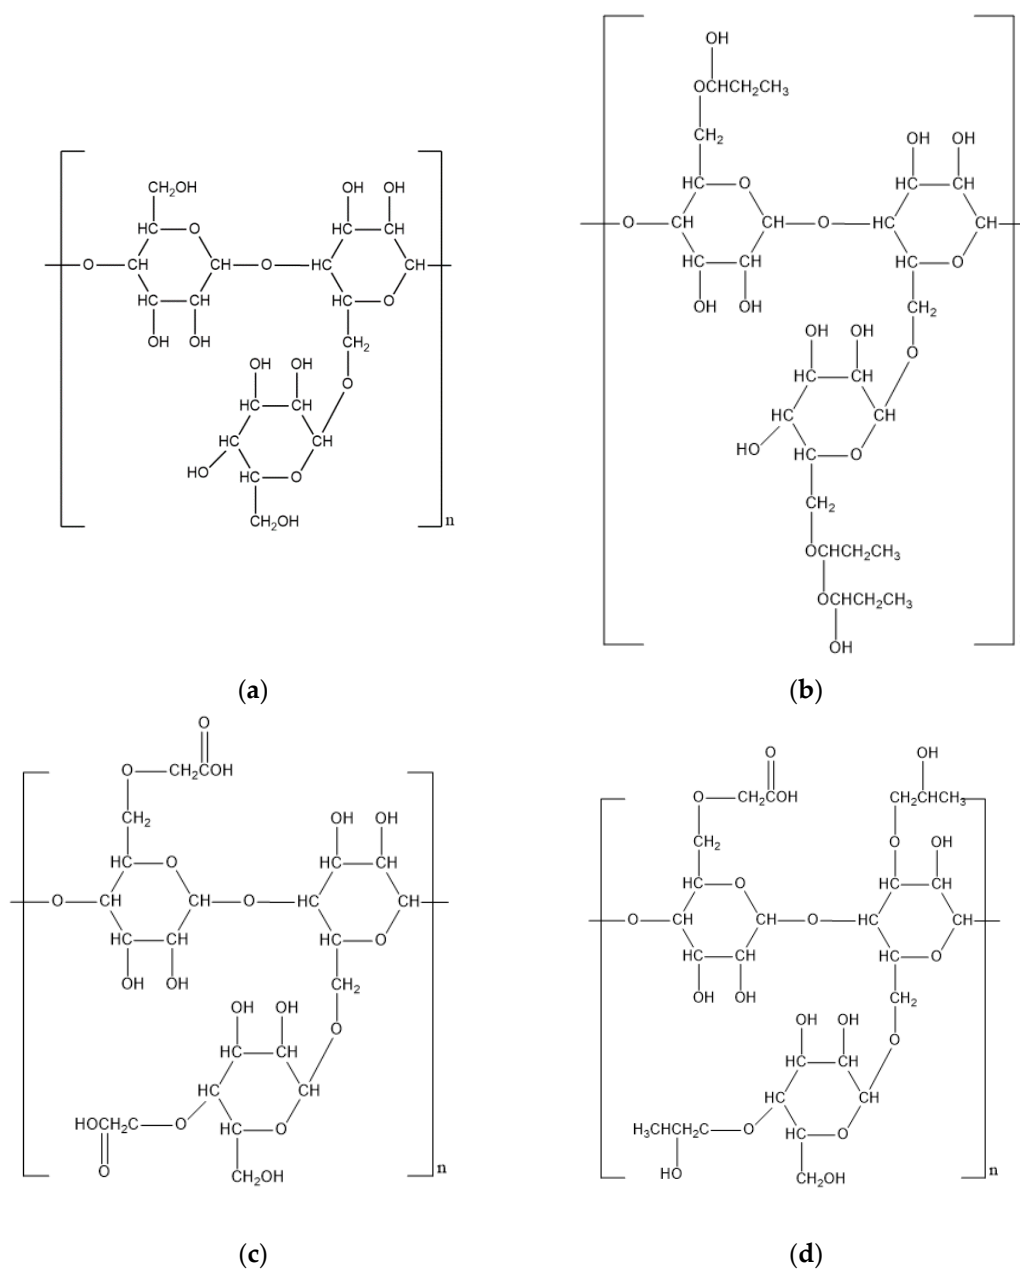 CH2OH
OH OH
HC O HC CH
O CH CH O HC CH
HC CH HC O
OH OH CH2
OH OH O
HC CH
HC CH
HO HC O
CH2OH
n
(a)
OH
OCHCH2CH3
CH2 OH OH
HC O HC CH
O CH CH O HC CH
HC CH HC O
OH OH CH2
OH OH O
HC CH
HC CH
HO HC O
CH2
OCHCH2CH3
OCHCH2CH3
OH
(b)
O
O CH2COH
CH2 OH OH
HC O HC CH
O CH CH O HC CH
HC CH HC O
OH OH CH2
OH OH O
HC CH
HC CH
HOCH2C O HC O
O CH2OH
n
(c)
OH
O
O CH2COH CH2CHCH3
CH2 O OH
HC O HC CH
O CH CH O HC CH
HC CH HC O
OH OH CH2
OH OH O
HC CH
HC CH
H3CHCH2C O HC O
HO CH2OH
n
(d)